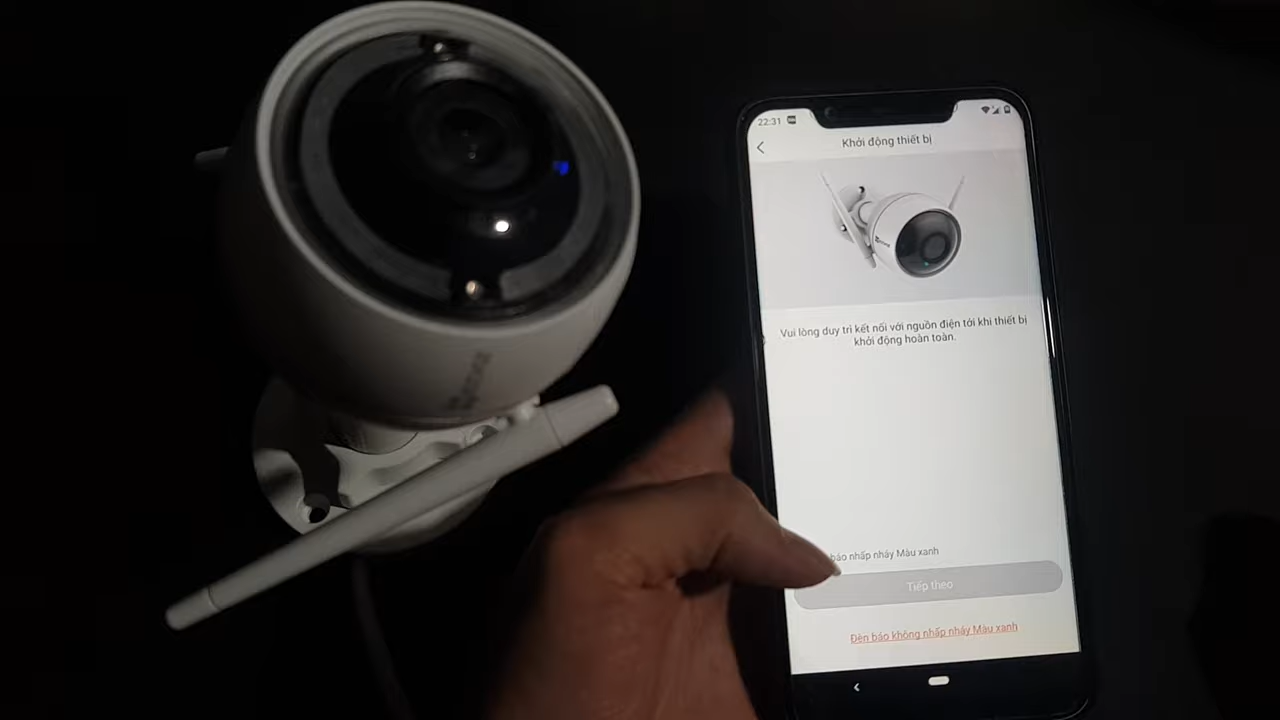 22:31
Khởi động thiết bị
Vui lòng duy trì kết nối với nguồn điện tới khi thiết bị
khởi động hoàn toàn.
báo nhấp nháy Màu xanh
Tiếp theo
Đèn báo không nhấp nháy Màu xanh